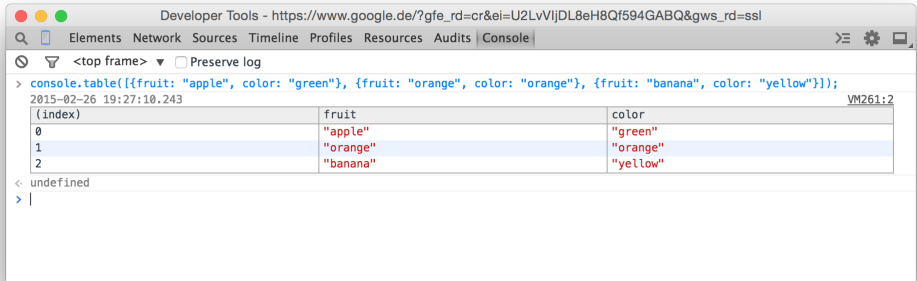 Developer Tools - https://www.google.de/?gfe_rd=cr&ei=U2LvVIjDL8eH8Qf594GABQ&gws_rd=ssl
Elements Network Sources Timeline Profiles Resources Audits Console
<top frame> ▼ Preserve log
> console.table([{fruit: "apple", color: "green"}, {fruit: "orange", color: "orange"}, {fruit: "banana", color: "yellow"}]);
2015-02-26 19:27:10.243 VM261:2
(index) fruit color
0 "apple" "green"
1 "orange" "orange"
2 "banana" "yellow"
undefined
>